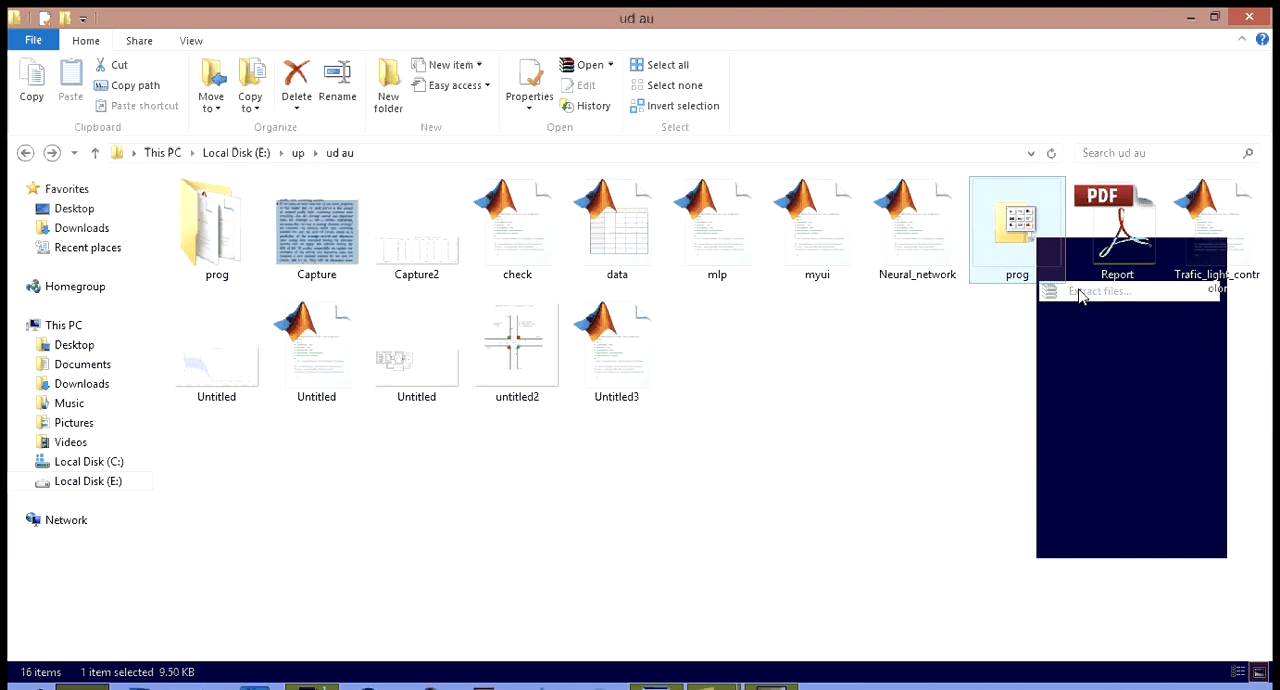 ud au
File Home Share View
Copy Paste Cut Copy path Paste shortcut Move to Copy to Delete Rename New folder New item Easy access Properties Open Edit History Select all Select none Invert selection
Clipboard Organize New Open Select
This PC Local Disk (E:) up ud au Search ud au
Favorites
Desktop
Downloads
Recent places
Homegroup
This PC
Desktop
Documents
Downloads
Music
Pictures
Videos
Local Disk (C:)
Local Disk (E:)
Network
PDF
prog Capture Capture2 check data mlp myui Neural_network prog Report Trafic_light_contr
olor
Extract files...
Untitled Untitled Untitled untitled2 Untitled3
16 items 1 item selected 9.50 KB